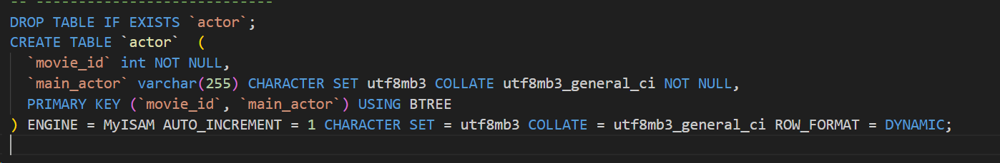 -- ----------------------------
DROP TABLE IF EXISTS `actor`;
CREATE TABLE `actor`  (
  `movie_id` int NOT NULL,
  `main_actor` varchar(255) CHARACTER SET utf8mb3 COLLATE utf8mb3_general_ci NOT NULL,
  PRIMARY KEY (`movie_id`, `main_actor`) USING BTREE
) ENGINE = MyISAM AUTO_INCREMENT = 1 CHARACTER SET = utf8mb3 COLLATE = utf8mb3_general_ci ROW_FORMAT = DYNAMIC;